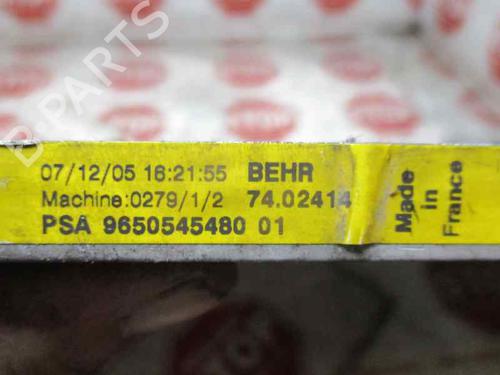 07/12/05 16:21:55 BEHR
Machine:0279/1/2 74.02414
PSA 9650545480 01
Made
in
France
B-PARTS